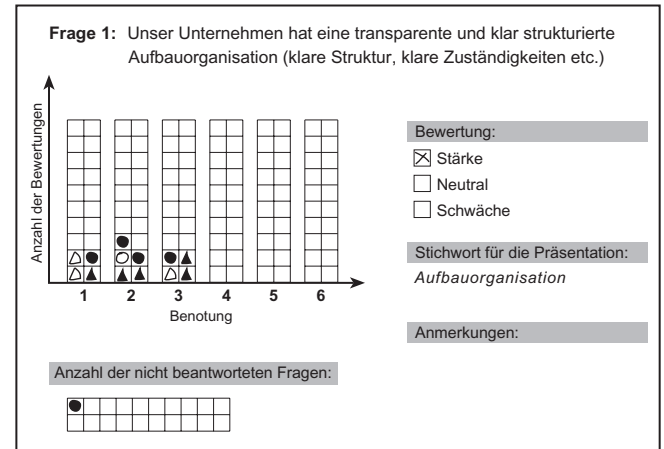 Frage 1: Unser Unternehmen hat eine transparente und klar strukturierte
Aufbauorganisation (klare Struktur, klare Zuständigkeiten etc.)
Anzahl der Bewertungen
1 2 3 4 5 6
Benotung
Bewertung:
Stärke
Neutral
Schwäche
Stichwort für die Präsentation:
Aufbauorganisation
Anmerkungen:
Anzahl der nicht beantworteten Fragen: